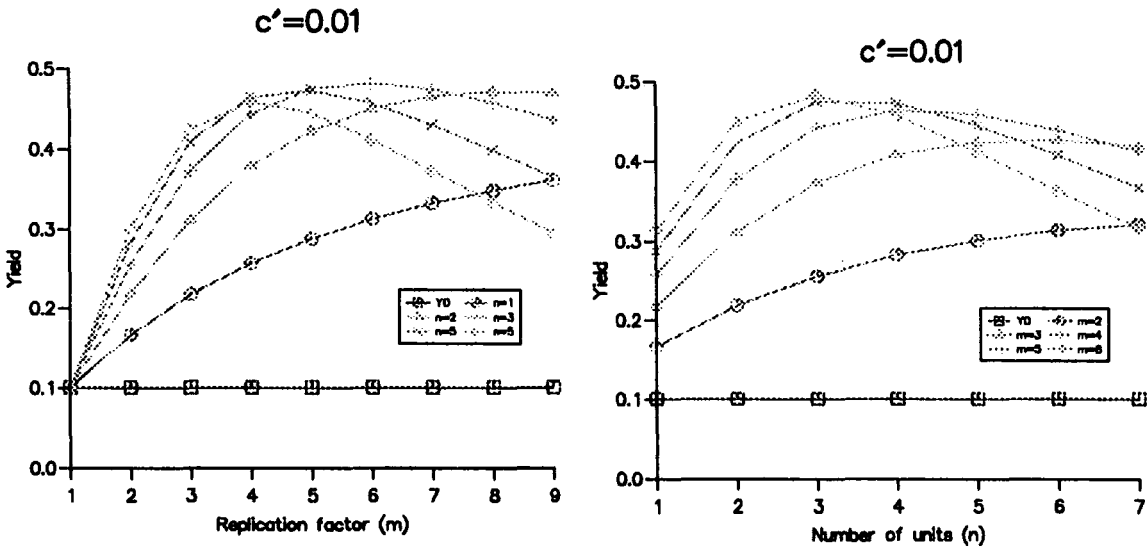 c′=0.01
0.5
0.4
0.3
0.2
0.1
0.0
Yield
Y0 n=1
n=2 n=3
n=5 n=5
1 2 3 4 5 6 7 8 9
Replication factor (m)
c′=0.01
0.5
0.4
0.3
0.2
0.1
0.0
Yield
Y0 m=2
m=3 m=4
m=5 m=6
1 2 3 4 5 6 7
Number of units (n)